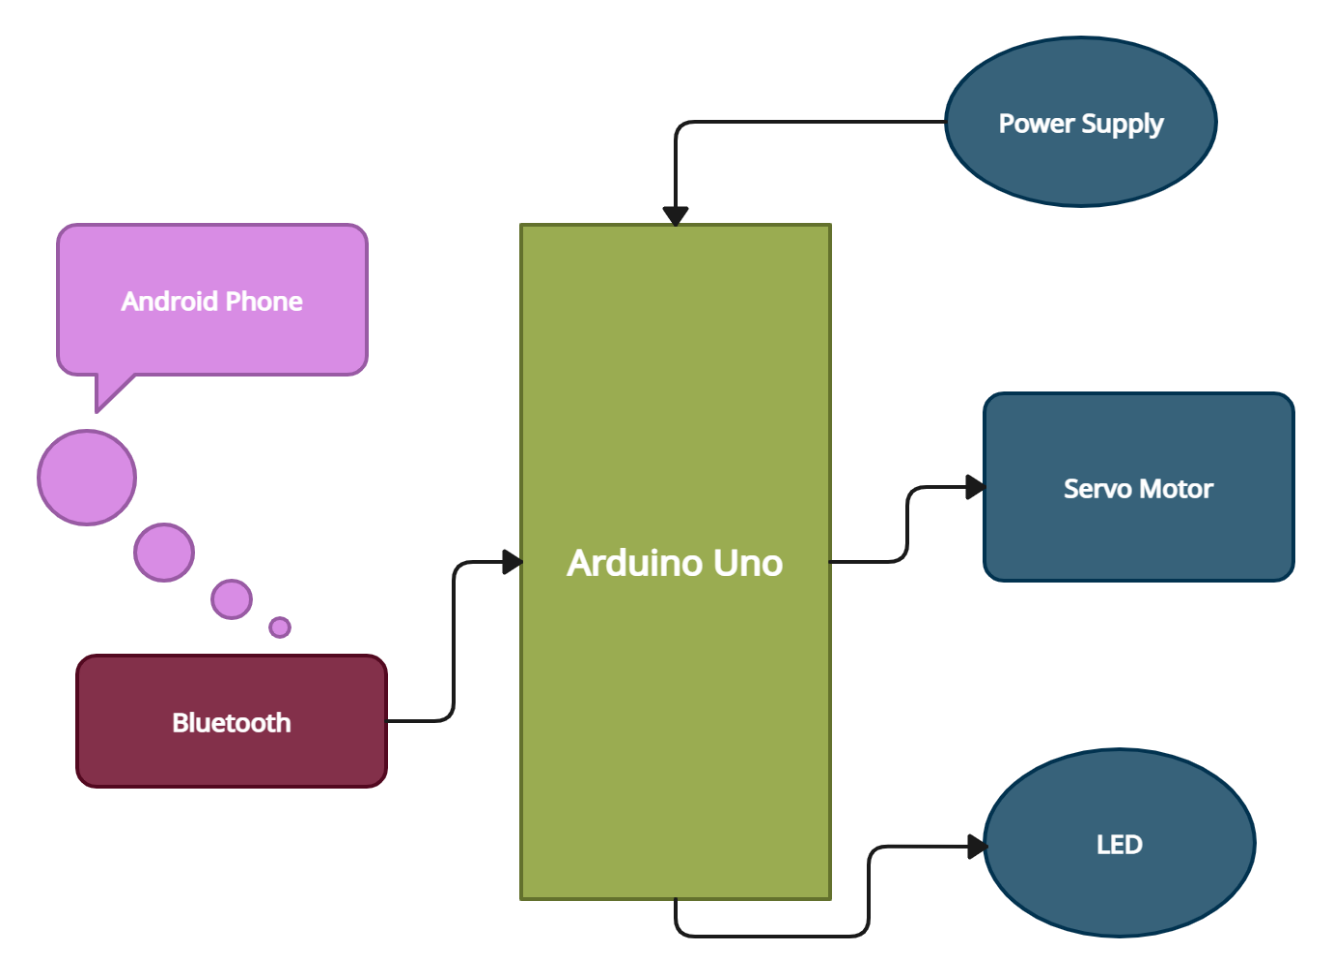 Power Supply
Android Phone
Servo Motor
Arduino Uno
Bluetooth
LED